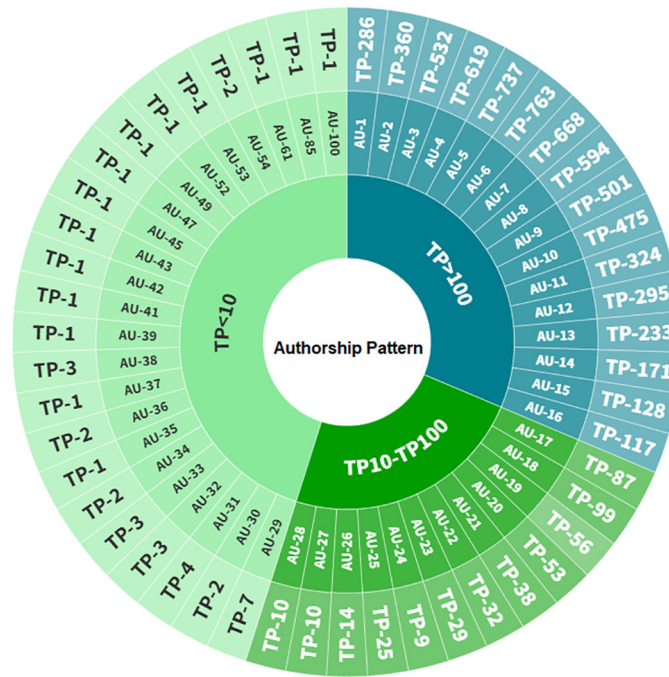 Authorship Pattern
TP>100
AU-1
TP-286
AU-2
TP-360
AU-3
TP-532
AU-4
TP-619
AU-5
TP-737
AU-6
TP-763
AU-7
TP-668
AU-8
TP-594
AU-9
TP-501
AU-10
TP-475
AU-11
TP-324
AU-12
TP-295
AU-13
TP-233
AU-14
TP-171
AU-15
TP-128
AU-16
TP-117
TP10-TP100
AU-17
TP-87
AU-18
TP-99
AU-19
TP-56
AU-20
TP-53
AU-21
TP-38
AU-22
TP-32
AU-23
TP-29
AU-24
TP-9
AU-25
TP-25
AU-26
TP-14
AU-27
TP-10
AU-28
TP-10
TP<10
AU-29
TP-7
AU-30
TP-2
AU-31
TP-4
AU-32
TP-3
AU-33
TP-3
AU-34
TP-2
AU-35
TP-1
AU-36
TP-2
AU-37
TP-1
AU-38
TP-3
AU-39
TP-1
AU-41
TP-1
AU-42
TP-1
AU-43
TP-1
AU-45
TP-1
AU-47
TP-1
AU-49
TP-1
AU-52
TP-1
AU-53
TP-1
AU-54
TP-2
AU-61
TP-1
AU-85
TP-1
AU-100
TP-1